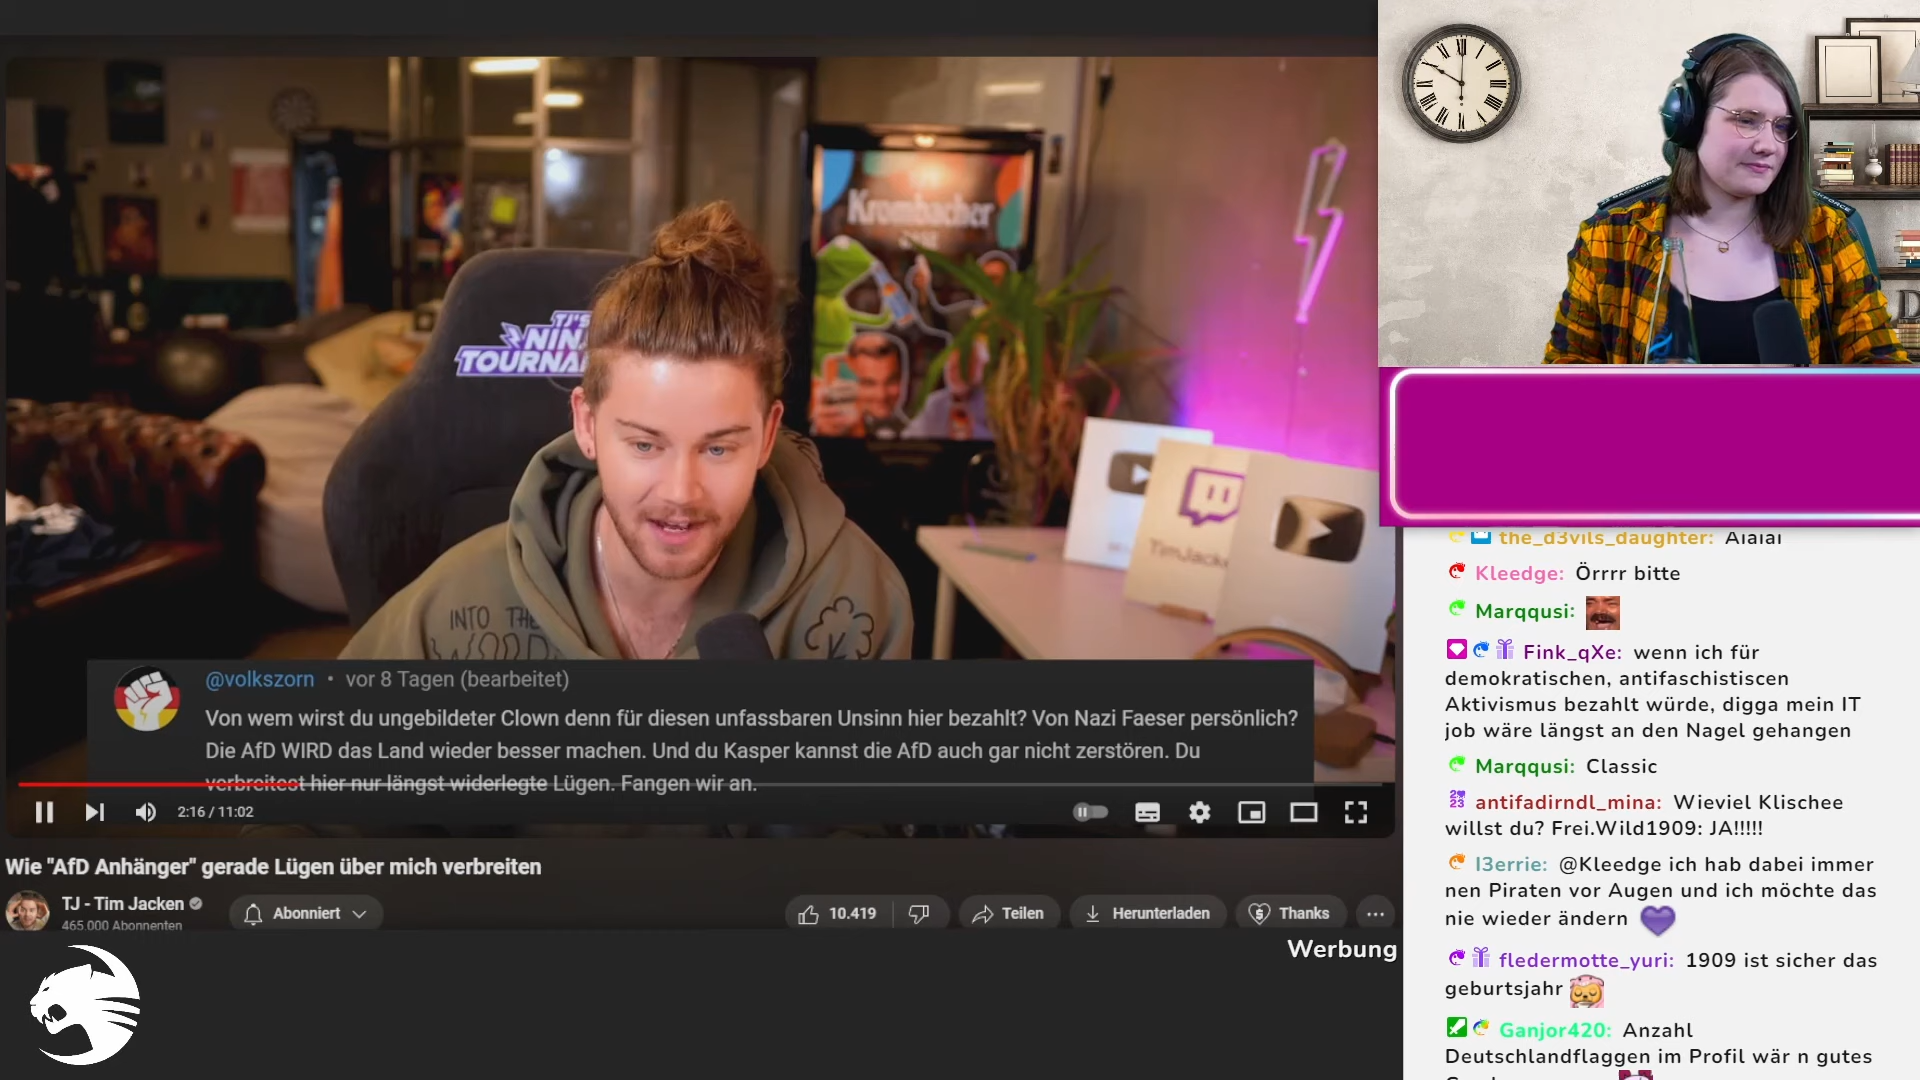 TJ'S
TOURNA
Krombacher
TimJacke
INTO THE
@volkszorn • vor 8 Tagen (bearbeitet)
Von wem wirst du ungebildeter Clown denn für diesen unfassbaren Unsinn hier bezahlt? Von Nazi Faeser persönlich?
Die AfD WIRD das Land wieder besser machen. Und du Kasper kannst die AfD auch gar nicht zerstören. Du
verbreitest hier nur längst widerlegte Lügen. Fangen wir an.
2:16 / 11:02
Wie "AfD Anhänger" gerade Lügen über mich verbreiten
TJ - Tim Jacken
465.000 Abonnenten
Abonniert
10.419
Teilen
Herunterladen
Thanks
Werbung
the_d3vils_daughter: Aiaiai
Kleedge: Örrrr bitte
Marqqusi:
Fink_qXe: wenn ich für
demokratischen, antifaschistiscen
Aktivismus bezahlt würde, digga mein IT
job wäre längst an den Nagel gehangen
Marqqusi: Classic
antifadirndl_mina: Wieviel Klischee
willst du? Frei.Wild1909: JA!!!!!
I3errie: @Kleedge ich hab dabei immer
nen Piraten vor Augen und ich möchte das
nie wieder ändern
fledermotte_yuri: 1909 ist sicher das
geburtsjahr
Ganjor420: Anzahl
Deutschlandflaggen im Profil wär n gutes